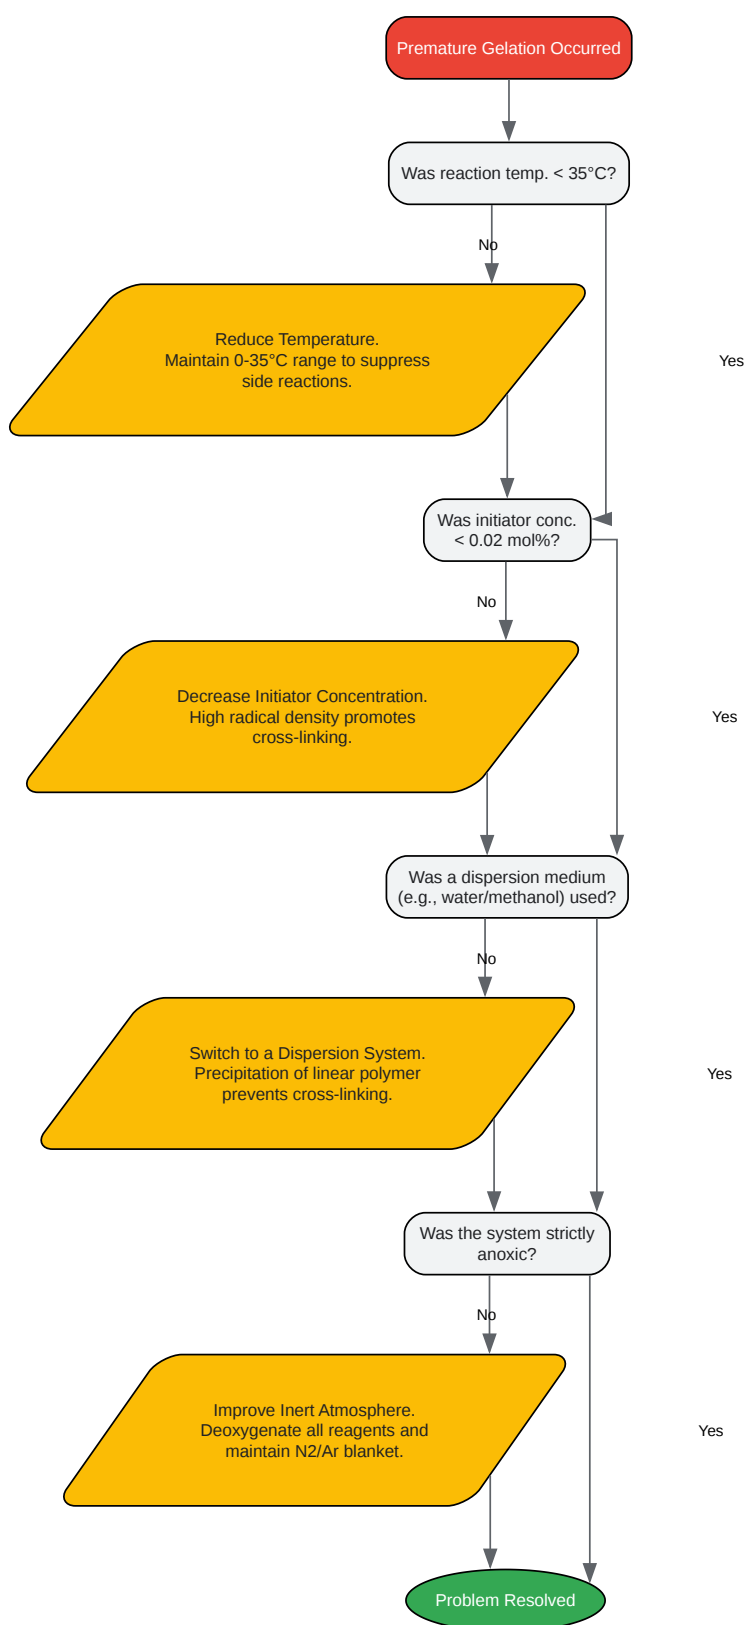 Premature Gelation Occurred
Was reaction temp. < 35°C?
No
Reduce Temperature.
Maintain 0-35°C range to suppress
side reactions.
Yes
Was initiator conc.
< 0.02 mol%?
No
Decrease Initiator Concentration.
High radical density promotes
cross-linking.
Yes
Was a dispersion medium
(e.g., water/methanol) used?
No
Switch to a Dispersion System.
Precipitation of linear polymer
prevents cross-linking.
Yes
Was the system strictly
anoxic?
No
Improve Inert Atmosphere.
Deoxygenate all reagents and
maintain N2/Ar blanket.
Yes
Problem Resolved